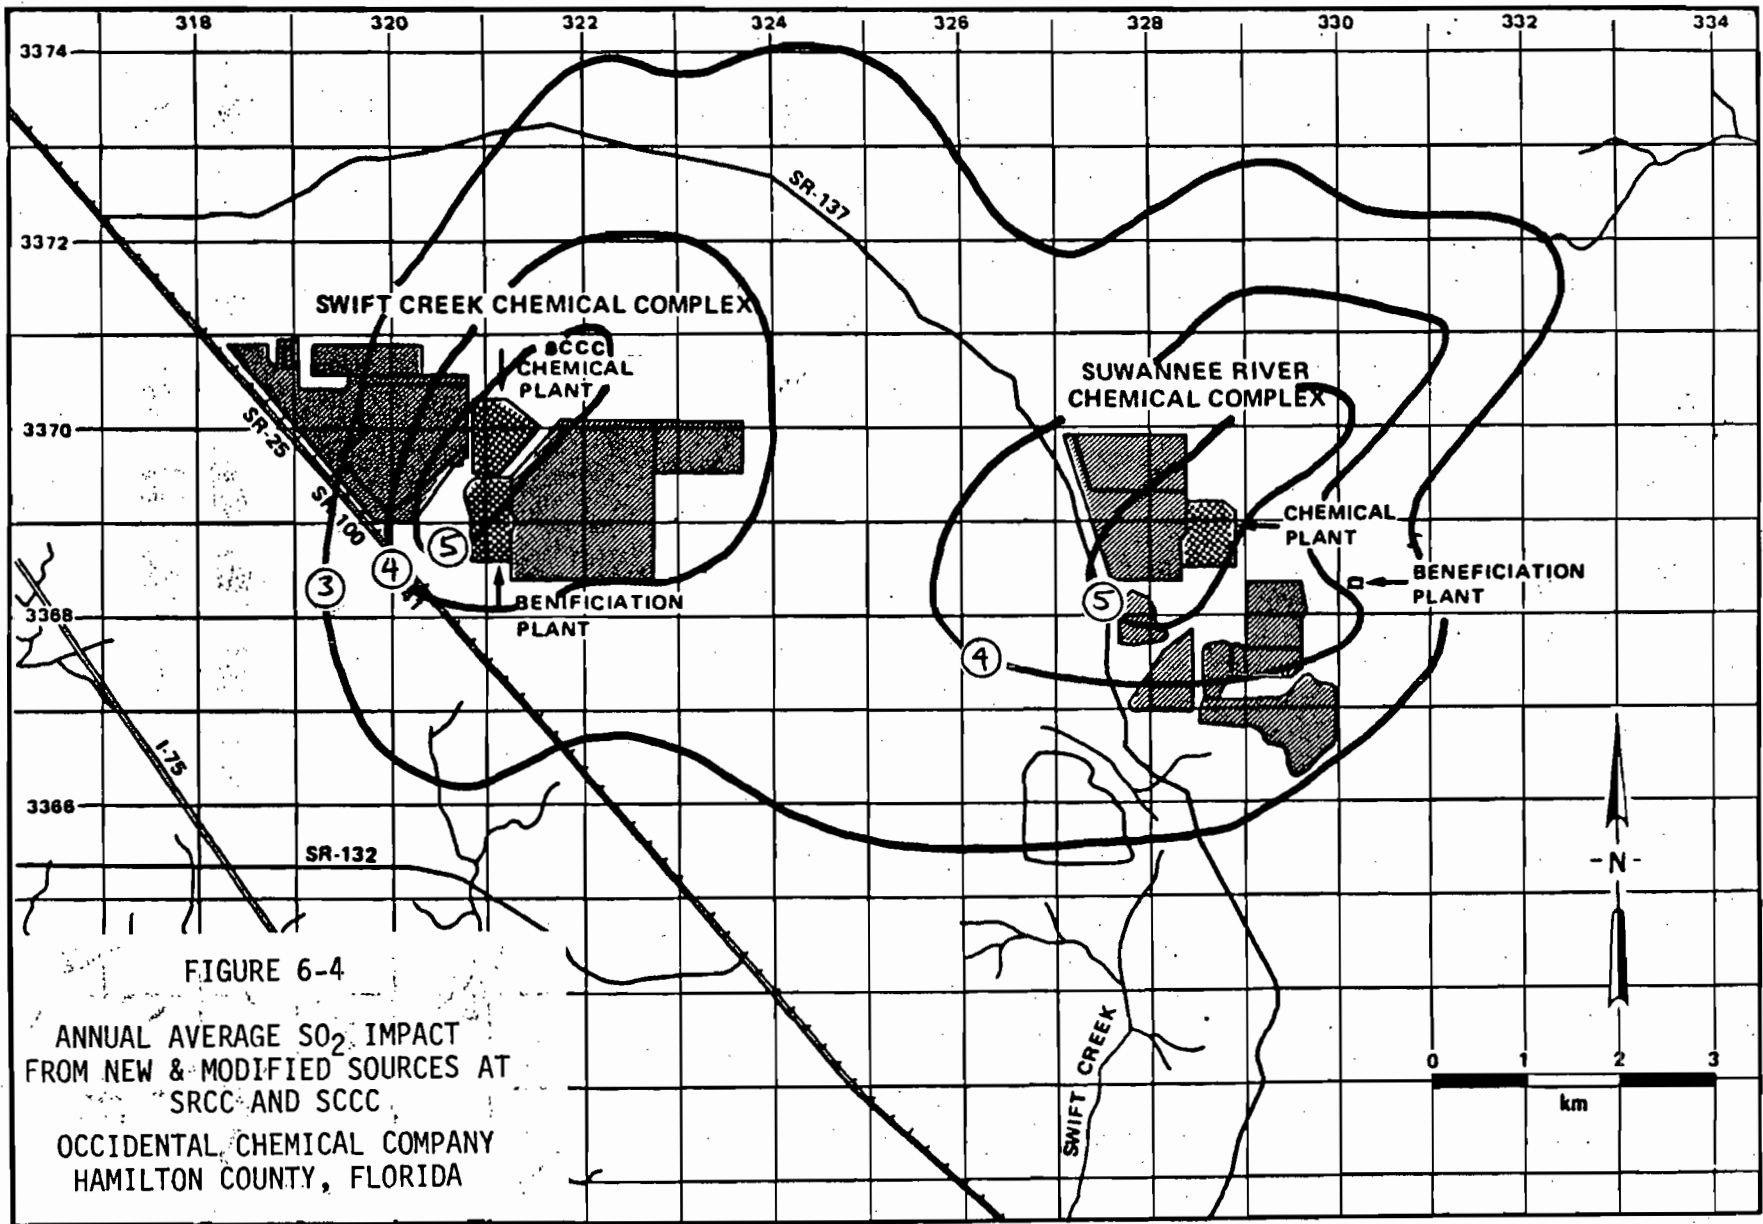 318 320 322 324 326 328 330 332 334
3374
SR-137
3372
SWIFT CREEK CHEMICAL COMPLEX
SCCC
CHEMICAL
PLANT
SUWANNEE RIVER
CHEMICAL COMPLEX
3370
SR-25
SR 100
CHEMICAL
PLANT
5
4
3
41
BENEFICIATION
PLANT
5
3368
BENIFICIATION
PLANT
4
I-75
3366
SR-132
-N-
FIGURE 6-4
ANNUAL AVERAGE SO2 IMPACT
FROM NEW & MODIFIED SOURCES AT
SRCC AND SCCC
OCCIDENTAL CHEMICAL COMPANY
HAMILTON COUNTY, FLORIDA
SWIFT CREEK
0 1 2 3
km